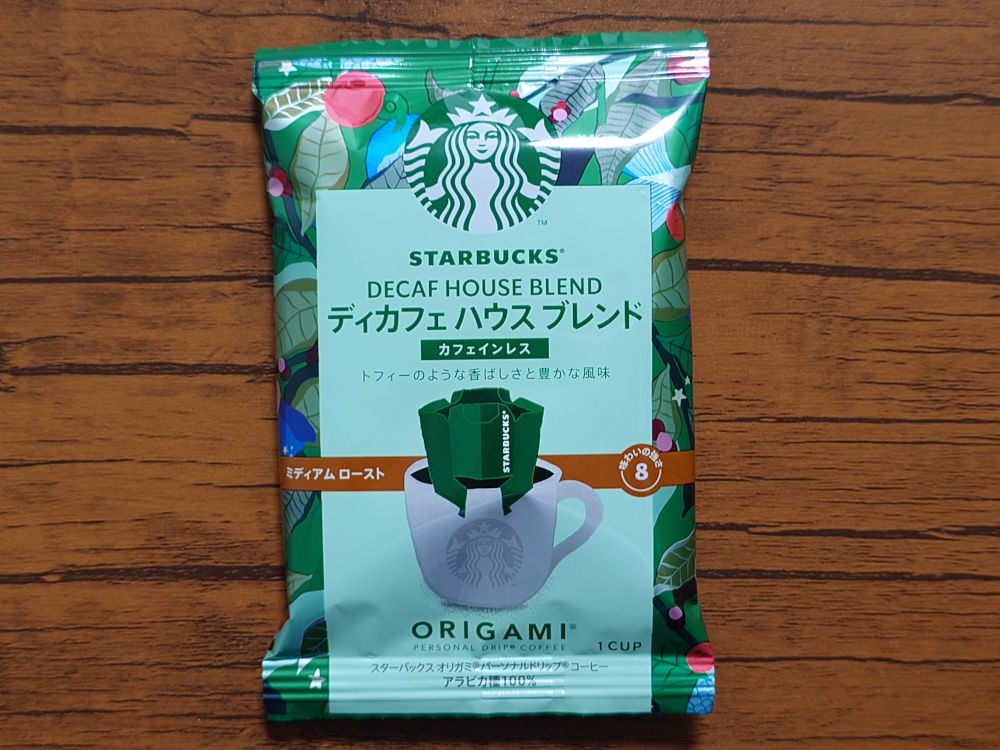 TM
STARBUCKS®
DECAF HOUSE BLEND
ディカフェ ハウス ブレンド
カフェインレス
トフィーのような香ばしさと豊かな風味
STARBUCKS®
ミディアム ロースト
味わいの強さ
8
ORIGAMI®
PERSONAL DRIP® COFFEE
1 CUP
スターバックス オリガミ®パーソナルドリップ®コーヒー
アラビカ種100%